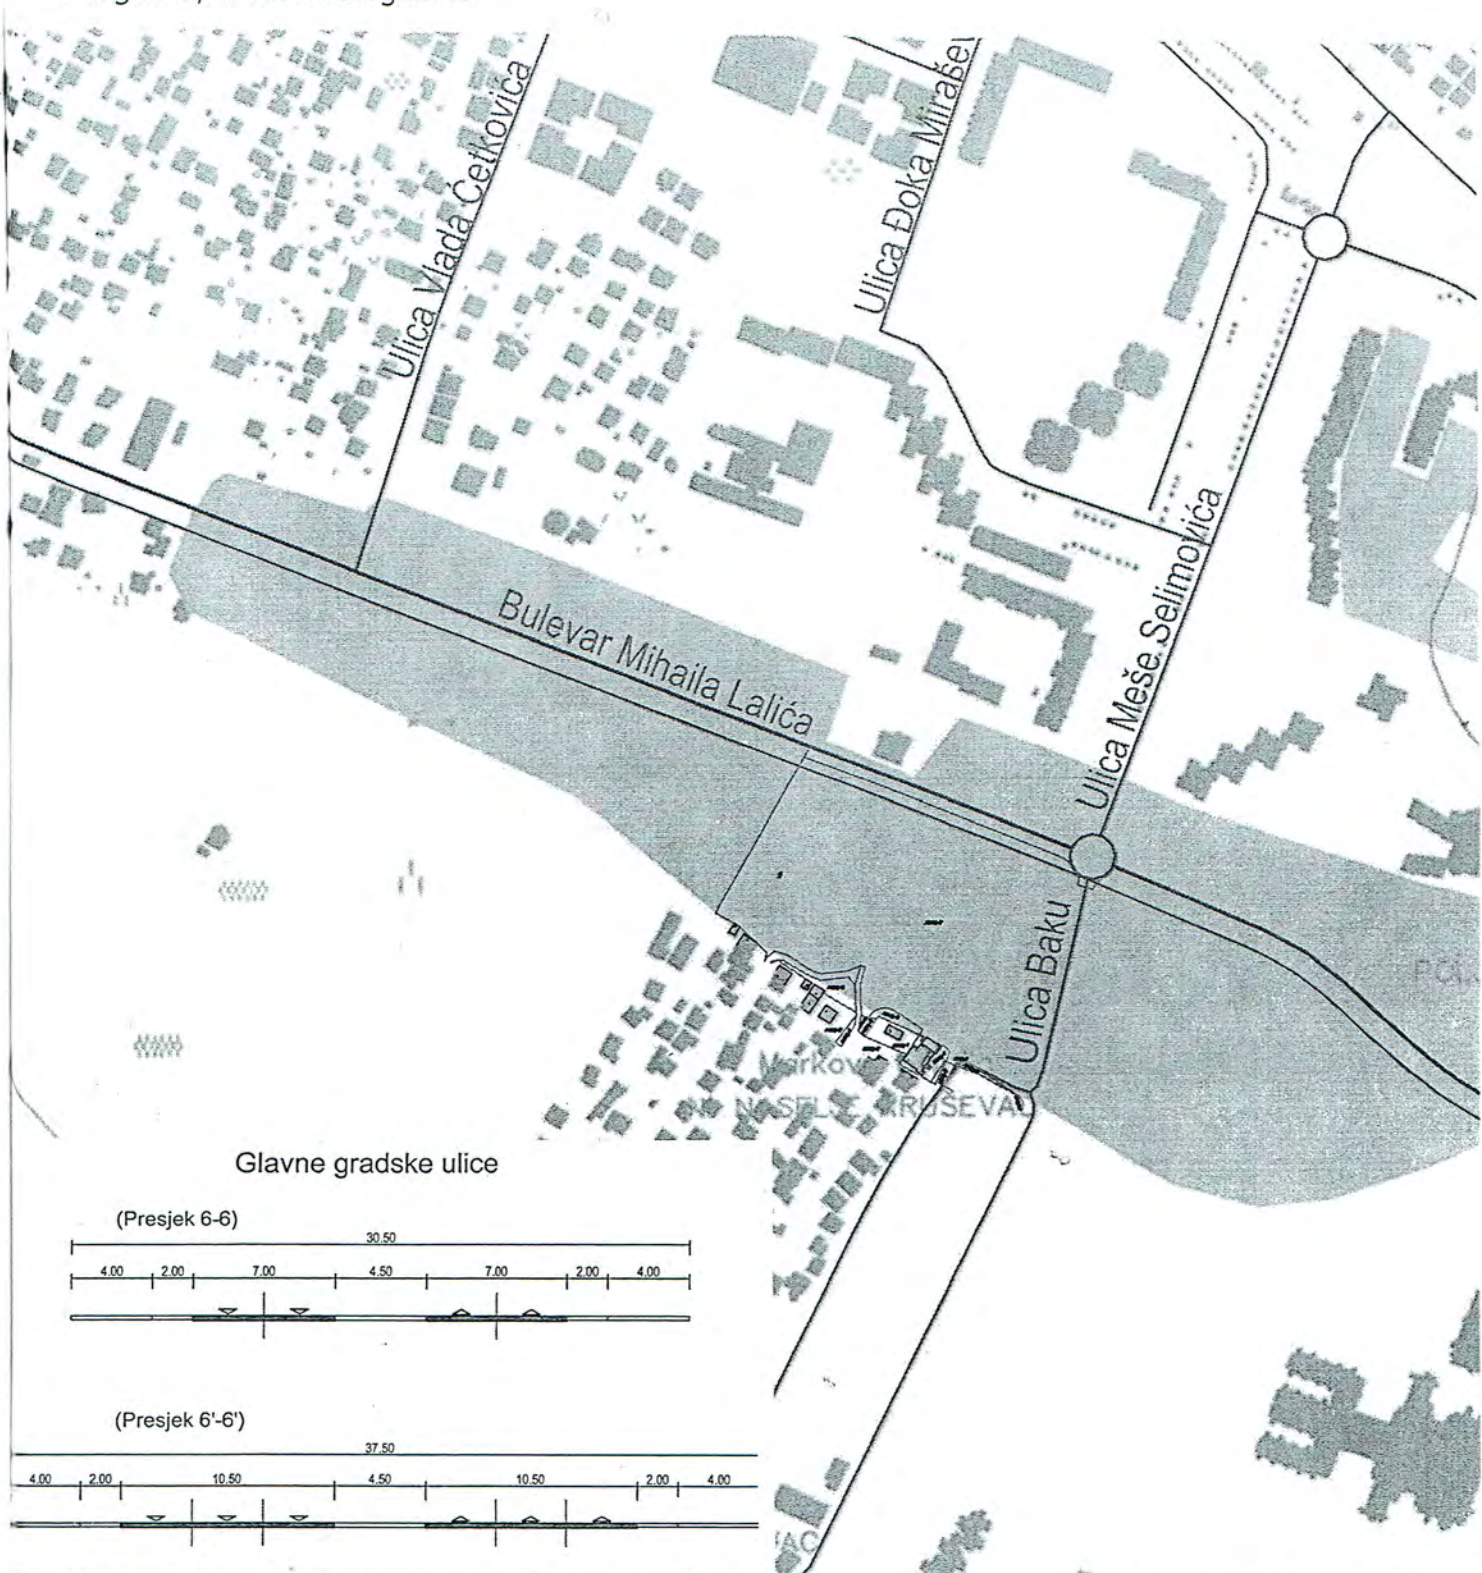 Ulica Vlada Ćetkovića
Ulica Đoka Mirašev
Ulica Meše Selimovića
Bulevar Mihaila Lalića
Ulica Baku
NASELJE KRUŠEVAC
Glavne gradske ulice
(Presjek 6-6)
30.50
4.00 2.00 7.00 4.50 7.00 2.00 4.00
(Presjek 6'-6')
37.50
4.00 2.00 10.50 4.50 10.50 2.00 4.00